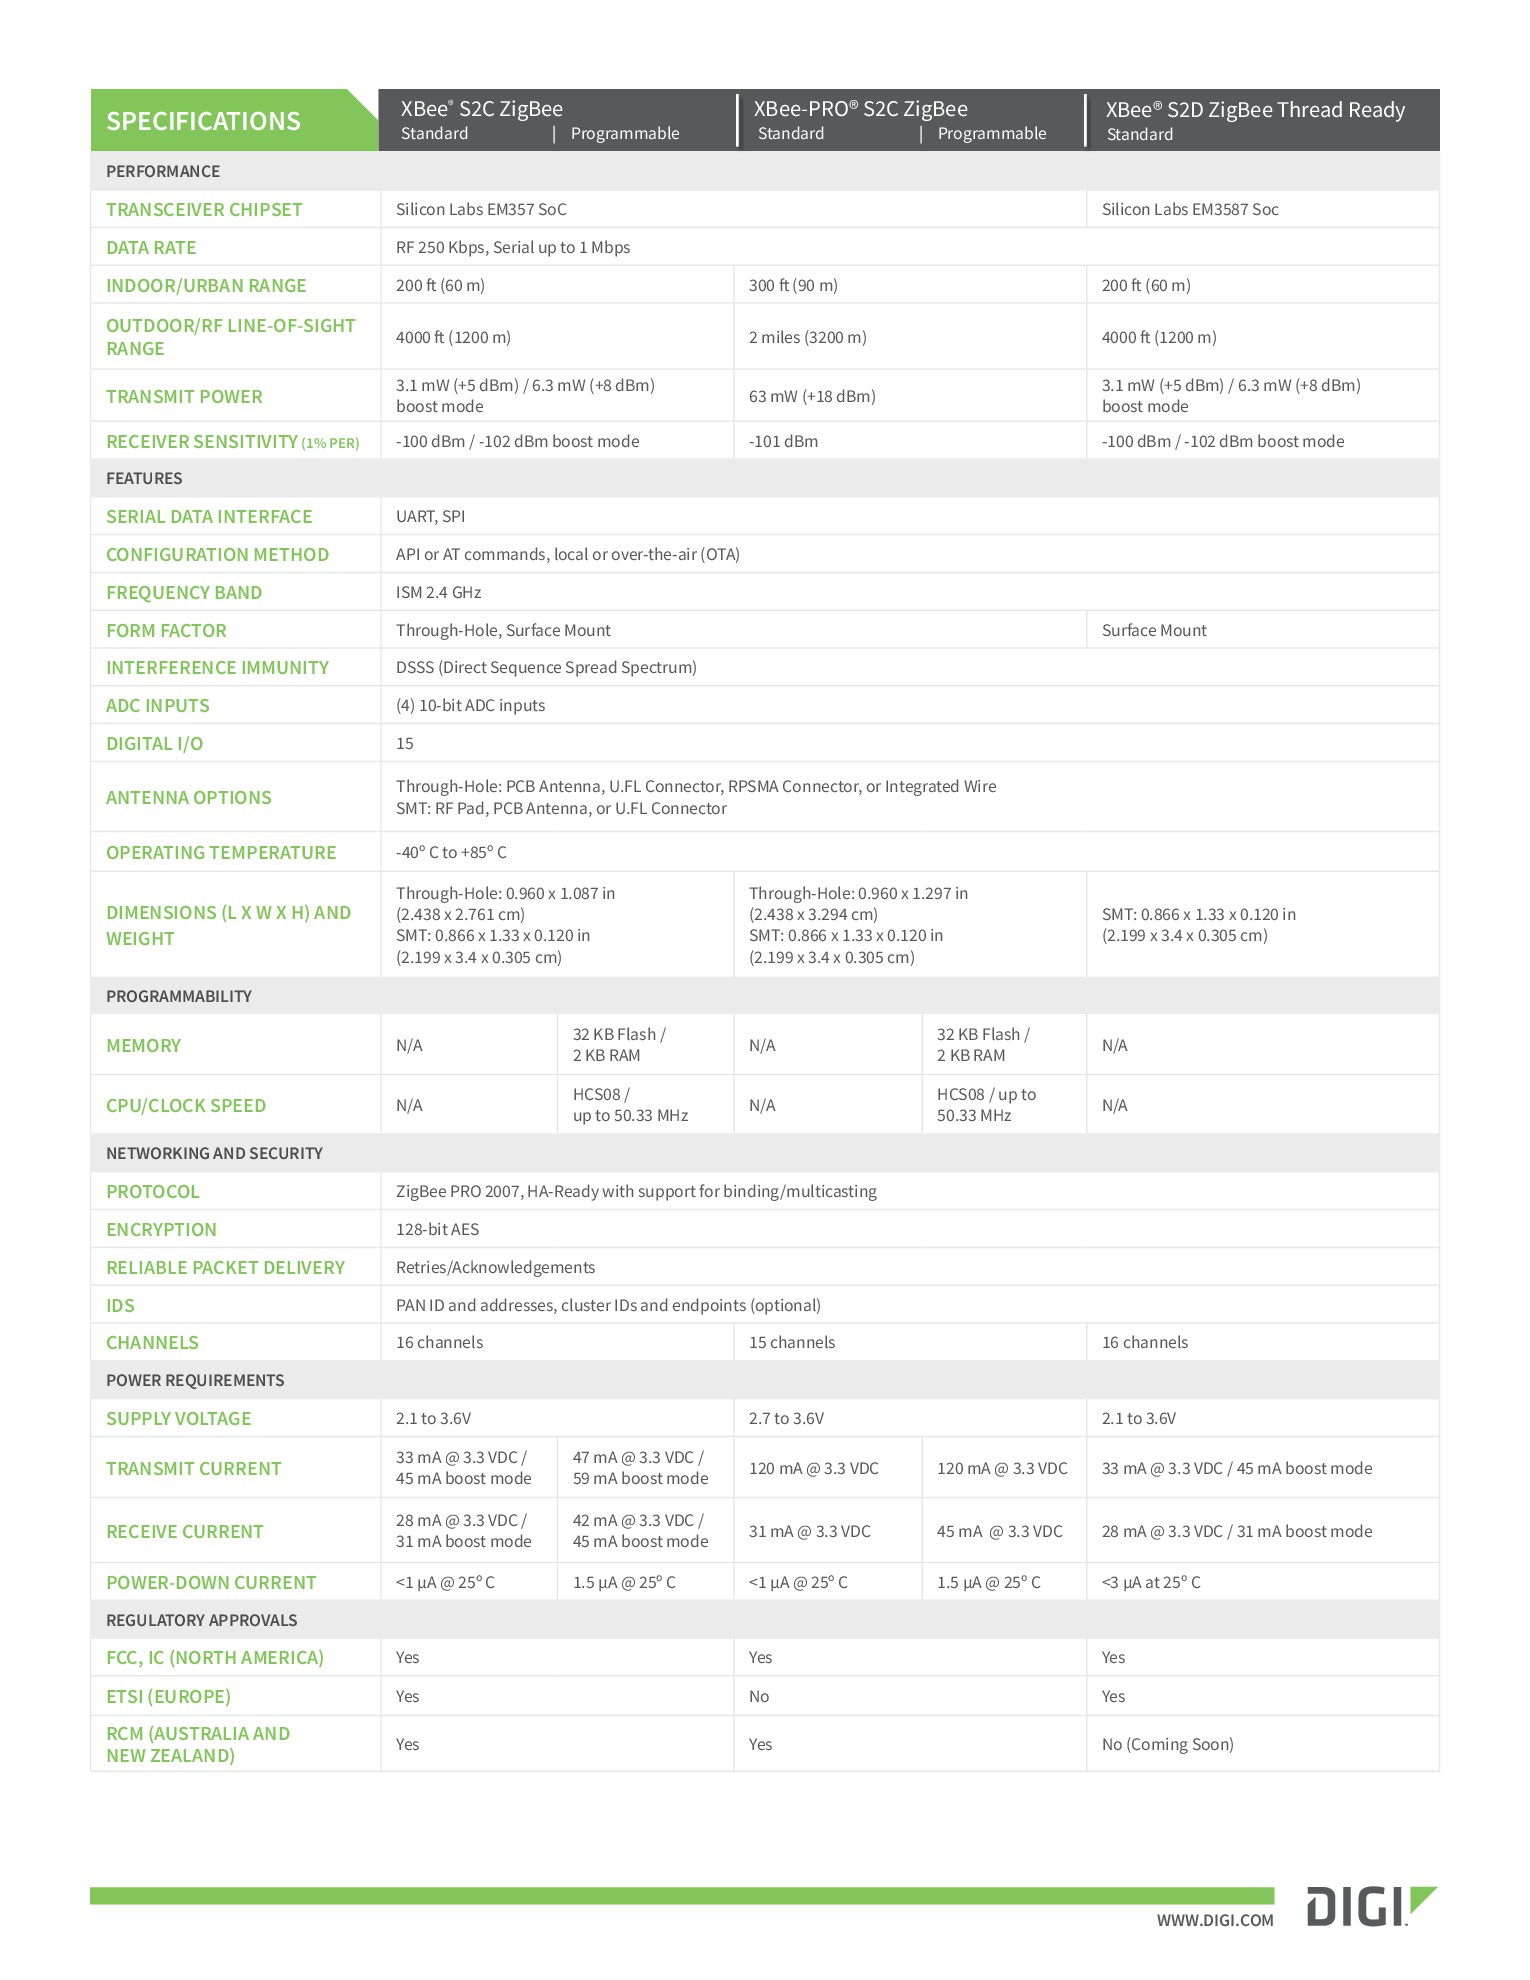 SPECIFICATIONS
XBee® S2C ZigBee
Standard | Programmable
XBee-PRO® S2C ZigBee
Standard | Programmable
XBee® S2D ZigBee Thread Ready
Standard
PERFORMANCE
TRANSCEIVER CHIPSET
Silicon Labs EM357 SoC
Silicon Labs EM3587 Soc
DATA RATE
RF 250 Kbps, Serial up to 1 Mbps
INDOOR/URBAN RANGE
200 ft (60 m)
300 ft (90 m)
200 ft (60 m)
OUTDOOR/RF LINE-OF-SIGHT
RANGE
4000 ft (1200 m)
2 miles (3200 m)
4000 ft (1200 m)
TRANSMIT POWER
3.1 mW (+5 dBm) / 6.3 mW (+8 dBm)
boost mode
63 mW (+18 dBm)
3.1 mW (+5 dBm) / 6.3 mW (+8 dBm)
boost mode
RECEIVER SENSITIVITY (1% PER)
-100 dBm / -102 dBm boost mode
-101 dBm
-100 dBm / -102 dBm boost mode
FEATURES
SERIAL DATA INTERFACE
UART, SPI
CONFIGURATION METHOD
API or AT commands, local or over-the-air (OTA)
FREQUENCY BAND
ISM 2.4 GHz
FORM FACTOR
Through-Hole, Surface Mount
Surface Mount
INTERFERENCE IMMUNITY
DSSS (Direct Sequence Spread Spectrum)
ADC INPUTS
(4) 10-bit ADC inputs
DIGITAL I/O
15
ANTENNA OPTIONS
Through-Hole: PCB Antenna, U.FL Connector, RPSMA Connector, or Integrated Wire
SMT: RF Pad, PCB Antenna, or U.FL Connector
OPERATING TEMPERATURE
-40º C to +85º C
DIMENSIONS (L X W X H) AND
WEIGHT
Through-Hole: 0.960 x 1.087 in
(2.438 x 2.761 cm)
SMT: 0.866 x 1.33 x 0.120 in
(2.199 x 3.4 x 0.305 cm)
Through-Hole: 0.960 x 1.297 in
(2.438 x 3.294 cm)
SMT: 0.866 x 1.33 x 0.120 in
(2.199 x 3.4 x 0.305 cm)
SMT: 0.866 x 1.33 x 0.120 in
(2.199 x 3.4 x 0.305 cm)
PROGRAMMABILITY
MEMORY
N/A
32 KB Flash /
2 KB RAM
N/A
32 KB Flash /
2 KB RAM
N/A
CPU/CLOCK SPEED
N/A
HCS08 /
up to 50.33 MHz
N/A
HCS08 / up to
50.33 MHz
N/A
NETWORKING AND SECURITY
PROTOCOL
ZigBee PRO 2007, HA-Ready with support for binding/multicasting
ENCRYPTION
128-bit AES
RELIABLE PACKET DELIVERY
Retries/Acknowledgements
IDS
PAN ID and addresses, cluster IDs and endpoints (optional)
CHANNELS
16 channels
15 channels
16 channels
POWER REQUIREMENTS
SUPPLY VOLTAGE
2.1 to 3.6V
2.7 to 3.6V
2.1 to 3.6V
TRANSMIT CURRENT
33 mA @ 3.3 VDC /
45 mA boost mode
47 mA @ 3.3 VDC /
59 mA boost mode
120 mA @ 3.3 VDC
120 mA @ 3.3 VDC
33 mA @ 3.3 VDC / 45 mA boost mode
RECEIVE CURRENT
28 mA @ 3.3 VDC /
31 mA boost mode
42 mA @ 3.3 VDC /
45 mA boost mode
31 mA @ 3.3 VDC
45 mA @ 3.3 VDC
28 mA @ 3.3 VDC / 31 mA boost mode
POWER-DOWN CURRENT
<1 μA @ 25º C
1.5 μA @ 25º C
<1 μA @ 25º C
1.5 μA @ 25º C
<3 μA at 25º C
REGULATORY APPROVALS
FCC, IC (NORTH AMERICA)
Yes
Yes
Yes
ETSI (EUROPE)
Yes
No
Yes
RCM (AUSTRALIA AND
NEW ZEALAND)
Yes
Yes
No (Coming Soon)
WWW.DIGI.COM
DIGI